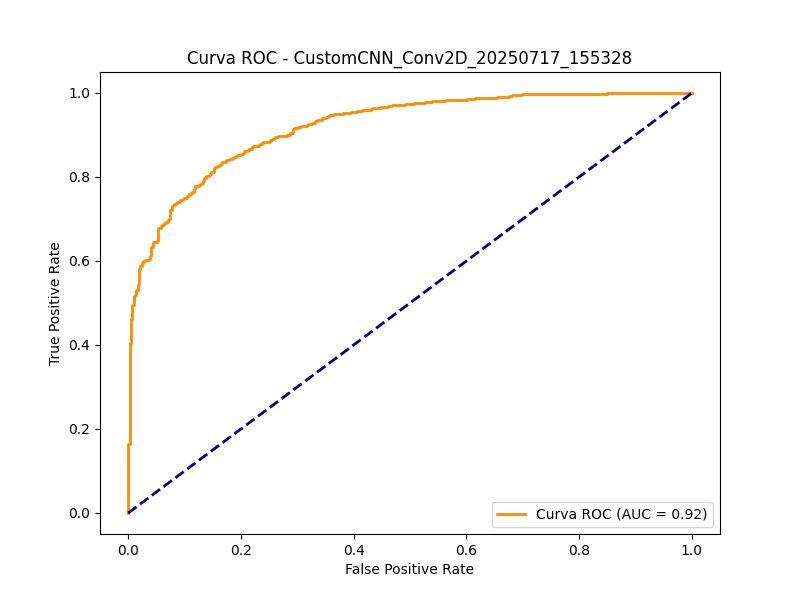 Curva ROC - CustomCNN_Conv2D_20250717_155328
1.0
0.8
0.6
0.4
0.2
0.0
True Positive Rate
Curva ROC (AUC = 0.92)
0.0 0.2 0.4 0.6 0.8 1.0
False Positive Rate